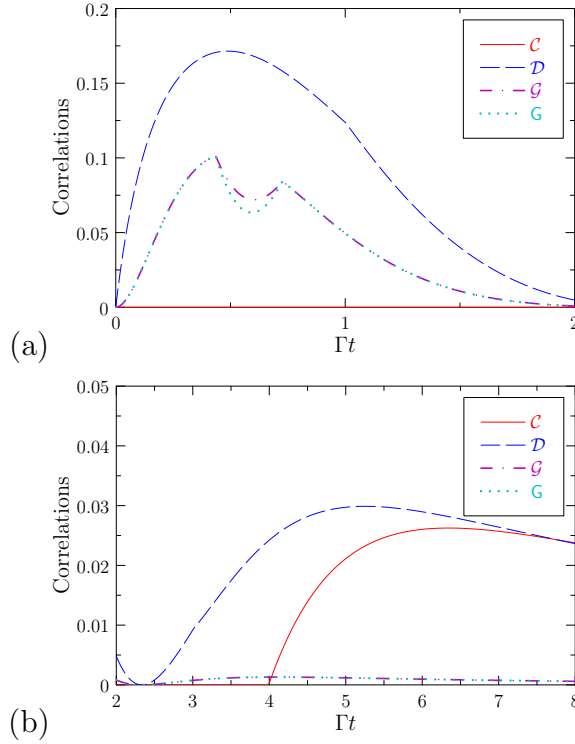 0.2
0.15
0.1
0.05
0
Correlations
C
D
G
G
0 1 2
Γt
(a)
0.05
0.04
0.03
0.02
0.01
0
Correlations
C
D
G
G
2 3 4 5 6 7 8
Γt
(b)